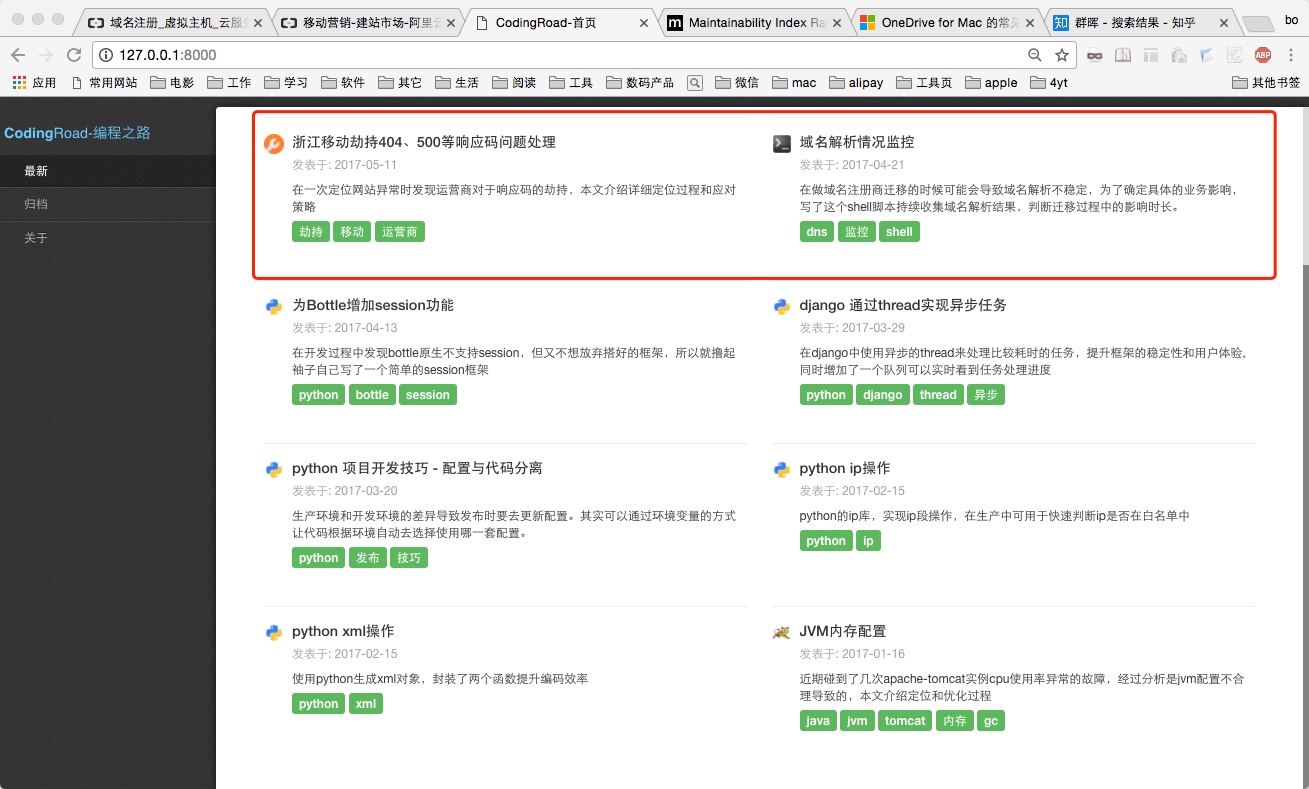 域名注册_虚拟主机_云服
移动营销-建站市场-阿里云
CodingRoad-首页
Maintainability Index Ra
OneDrive for Mac 的常见
群晖 - 搜索结果 - 知乎
bo
127.0.0.1:8000
ABP
应用
常用网站
电影
工作
学习
软件
其它
生活
阅读
工具
数码产品
微信
mac
alipay
工具页
apple
4yt
其他书签
CodingRoad-编程之路
最新
归档
关于
浙江移动劫持404、500等响应码问题处理
发表于: 2017-05-11
在一次定位网站异常时发现运营商对于响应码的劫持，本文介绍详细定位过程和应对
策略
劫持 移动 运营商
域名解析情况监控
发表于: 2017-04-21
在做域名注册商迁移的时候可能会导致域名解析不稳定，为了确定具体的业务影响，
写了这个shell脚本持续收集域名解析结果，判断迁移过程中的影响时长。
dns 监控 shell
为Bottle增加session功能
发表于: 2017-04-13
在开发过程中发现bottle原生不支持session，但又不想放弃搭好的框架，所以就撸起
袖子自己写了一个简单的session框架
python bottle session
django 通过thread实现异步任务
发表于: 2017-03-29
在django中使用异步的thread来处理比较耗时的任务，提升框架的稳定性和用户体验,
同时增加了一个队列可以实时看到任务处理进度
python django thread 异步
python 项目开发技巧 - 配置与代码分离
发表于: 2017-03-20
生产环境和开发环境的差异导致发布时要去更新配置。其实可以通过环境变量的方式
让代码根据环境自动去选择使用哪一套配置。
python 发布 技巧
python ip操作
发表于: 2017-02-15
python的ip库，实现ip段操作，在生产中可用于快速判断ip是否在白名单中
python ip
python xml操作
发表于: 2017-02-15
使用python生成xml对象，封装了两个函数提升编码效率
python xml
JVM内存配置
发表于: 2017-01-16
近期碰到了几次apache-tomcat实例cpu使用率异常的故障，经过分析是jvm配置不合
理导致的，本文介绍定位和优化过程
java jvm tomcat 内存 gc